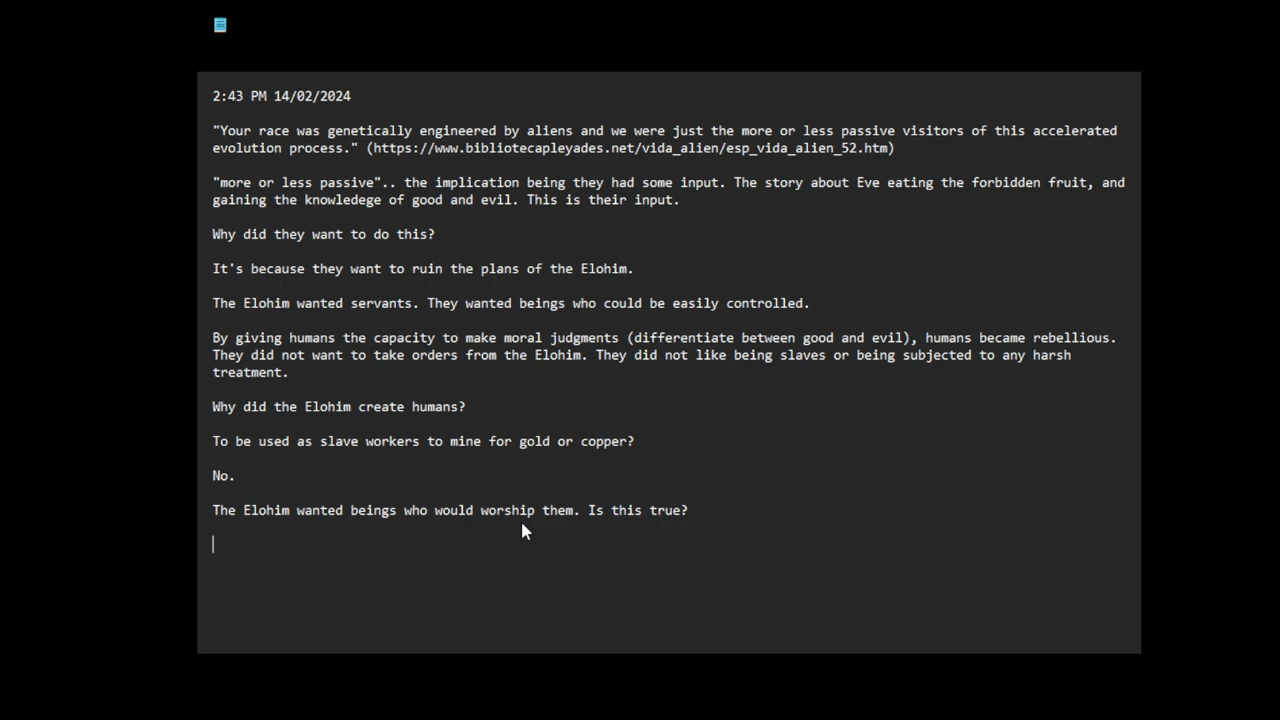 2:43 PM 14/02/2024
"Your race was genetically engineered by aliens and we were just the more or less passive visitors of this accelerated
evolution process." (https://www.bibliotecapleyades.net/vida_alien/esp_vida_alien_52.htm)
"more or less passive".. the implication being they had some input. The story about Eve eating the forbidden fruit, and
gaining the knowledege of good and evil. This is their input.
Why did they want to do this?
It's because they want to ruin the plans of the Elohim.
The Elohim wanted servants. They wanted beings who could be easily controlled.
By giving humans the capacity to make moral judgments (differentiate between good and evil), humans became rebellious.
They did not want to take orders from the Elohim. They did not like being slaves or being subjected to any harsh
treatment.
Why did the Elohim create humans?
To be used as slave workers to mine for gold or copper?
No.
The Elohim wanted beings who would worship them. Is this true?